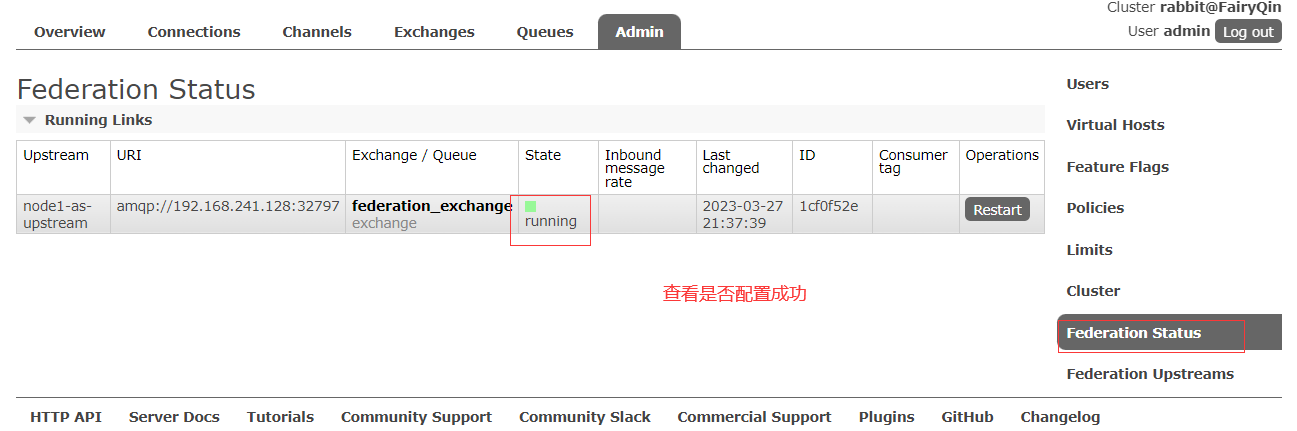 Cluster rabbit@FairyQin
Overview Connections Channels Exchanges Queues Admin
User admin Log out
Federation Status
Running Links
Upstream URI Exchange / Queue State Inbound message rate Last changed ID Consumer tag Operations
node1-as-upstream amqp://192.168.241.128:32797 federation_exchange exchange running 2023-03-27 21:37:39 1cf0f52e Restart
查看是否配置成功
Users
Virtual Hosts
Feature Flags
Policies
Limits
Cluster
Federation Status
Federation Upstreams
HTTP API Server Docs Tutorials Community Support Community Slack Commercial Support Plugins GitHub Changelog